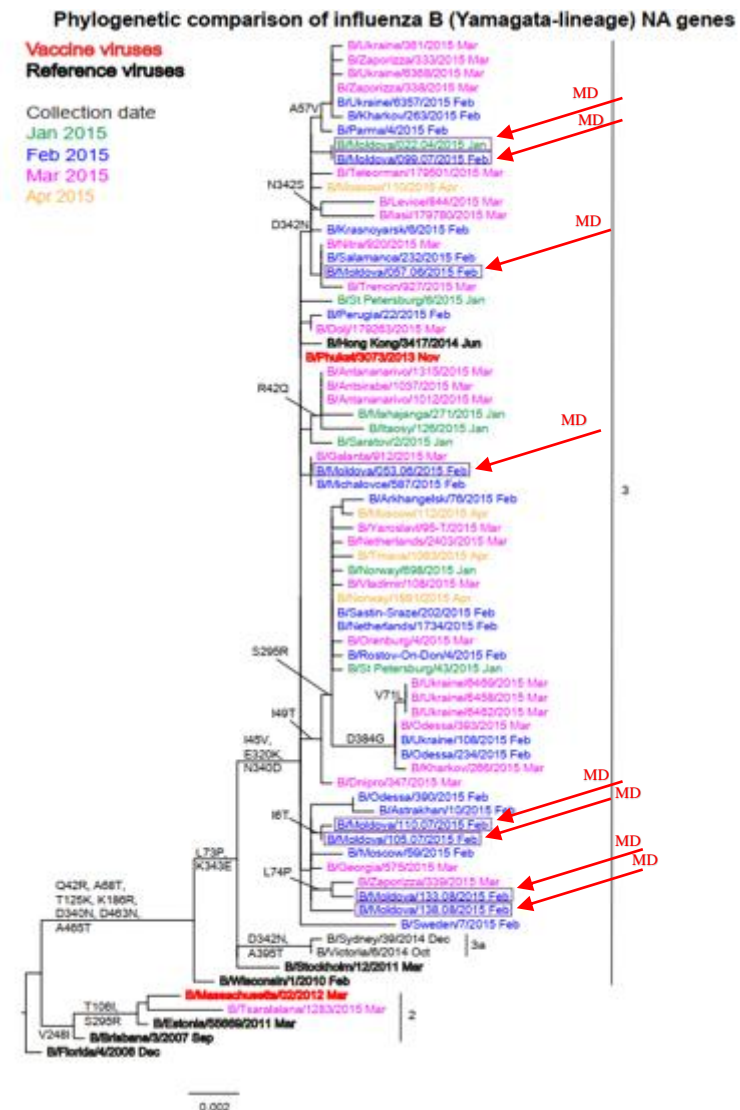 Phylogenetic comparison of influenza B (Yamagata-lineage) NA genes
Vaccine viruses
Reference viruses
Collection date
Jan 2015
Feb 2015
Mar 2015
Apr 2015
B/Ukraine/361/2015 Mar
B/Zaporizza/333/2015 Mar
B/Ukraine/6368/2015 Mar
B/Zaporizza/338/2015 Mar
MD
B/Ukraine/6357/2015 Feb
A57V
B/Kharkov/263/2015 Feb
MD
B/Parma/4/2015 Feb
B/Moldova/022.04/2015 Jan
B/Moldova/099.07/2015 Feb
B/Teleorman/179501/2015 Mar
N342S
B/Moscow/110/2015 Apr
B/Levice/844/2015 Mar
B/Iasi/179780/2015 Mar
D342N
B/Krasnoyarsk/6/2015 Feb
MD
B/Nitra/920/2015 Mar
B/Salamanca/232/2015 Feb
B/Moldova/057.06/2015 Feb
B/Trencin/927/2015 Mar
B/St Petersburg/6/2015 Jan
B/Perugia/22/2015 Feb
B/Dolj/179263/2015 Mar
B/Hong Kong/3417/2014 Jun
B/Phuket/3073/2013 Nov
B/Antananarivo/1315/2015 Mar
B/Antsirabe/1037/2015 Mar
R42Q
B/Antananarivo/1012/2015 Mar
B/Mahajanga/271/2015 Jan
MD
B/Itaosy/126/2015 Jan
B/Saratov/2/2015 Jan
B/Galanta/912/2015 Mar
B/Moldova/053.06/2015 Feb
B/Michalovce/587/2015 Feb
3
B/Arkhangelsk/76/2015 Feb
B/Moscow/112/2015 Apr
B/Yaroslavl/95-T/2015 Mar
B/Netherlands/2403/2015 Mar
B/Trnava/1063/2015 Apr
B/Norway/698/2015 Jan
B/Vladimir/108/2015 Mar
B/Norway/1691/2015 Apr
B/Sastin-Sraze/202/2015 Feb
B/Netherlands/1734/2015 Feb
B/Orenburg/4/2015 Mar
S295R
B/Rostov-On-Don/4/2015 Feb
B/St Petersburg/43/2015 Jan
B/Ukraine/6469/2015 Mar
V71I
B/Ukraine/6458/2015 Mar
B/Ukraine/6462/2015 Mar
I49T
B/Odessa/393/2015 Mar
D384G
B/Ukraine/108/2015 Feb
I45V,
E320K,
N340D
B/Odessa/234/2015 Feb
B/Kharkov/266/2015 Mar
MD
B/Dnipro/347/2015 Mar
MD
B/Odessa/390/2015 Feb
B/Astrakhan/10/2015 Feb
I6T
B/Moldova/110.07/2015 Feb
B/Moldova/105.07/2015 Feb
MD
L73P,
K343E
B/Moscow/59/2015 Feb
MD
B/Georgia/575/2015 Mar
L74P
B/Zaporizza/339/2015 Mar
Q42R, A68T,
T125K, K186R,
D340N, D463N,
A465T
B/Moldova/133.08/2015 Feb
B/Moldova/138.08/2015 Feb
B/Sweden/7/2015 Feb
D342N,
A395T
B/Sydney/39/2014 Dec
3a
B/Victoria/6/2014 Oct
B/Stockholm/12/2011 Mar
B/Wisconsin/1/2010 Feb
B/Massachusetts/02/2012 Mar
T106I,
S295R
B/Tsaralalana/1283/2015 Mar
2
B/Estonia/55669/2011 Mar
V248I
B/Brisbane/3/2007 Sep
B/Florida/4/2006 Dec
0.002